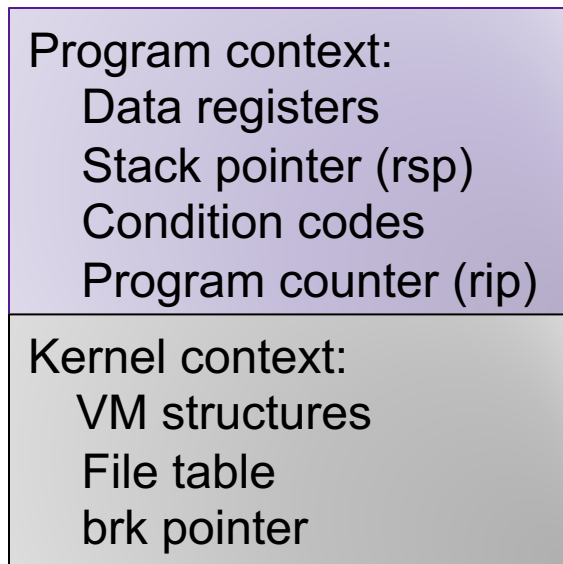 Program context:
Data registers
Stack pointer (rsp)
Condition codes
Program counter (rip)
Kernel context:
VM structures
File table
brk pointer